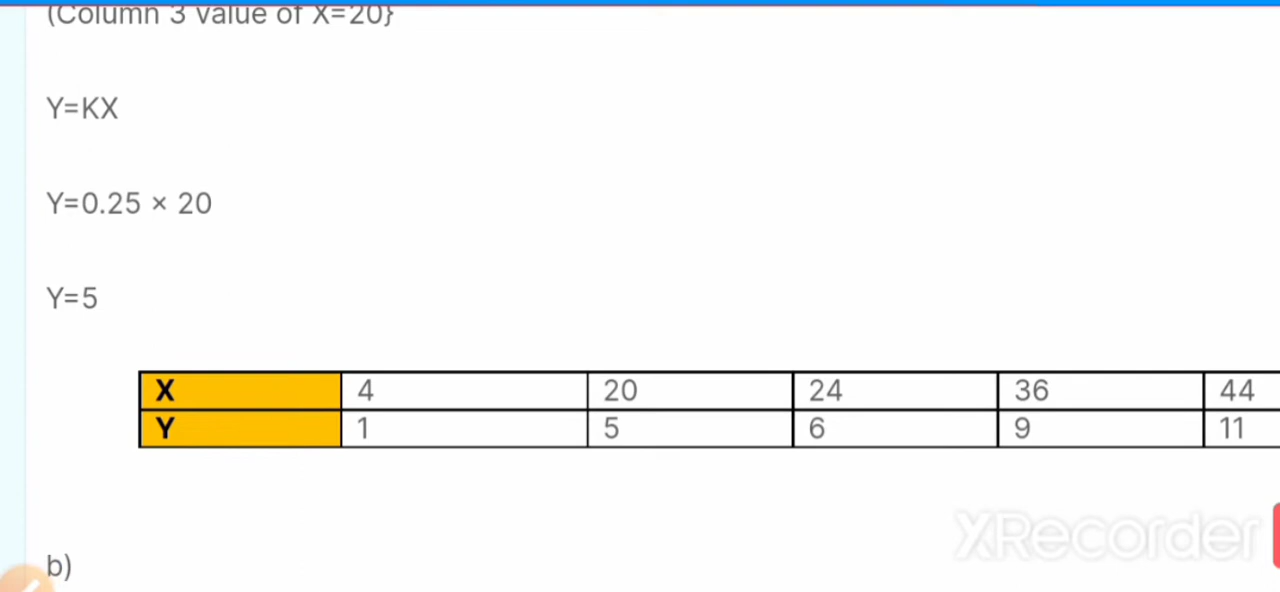 (Column 3 value of X=20}
Y=KX
Y=0.25 × 20
Y=5
X 4 20 24 36 44
Y 1 5 6 9 11
XRecorder
b)